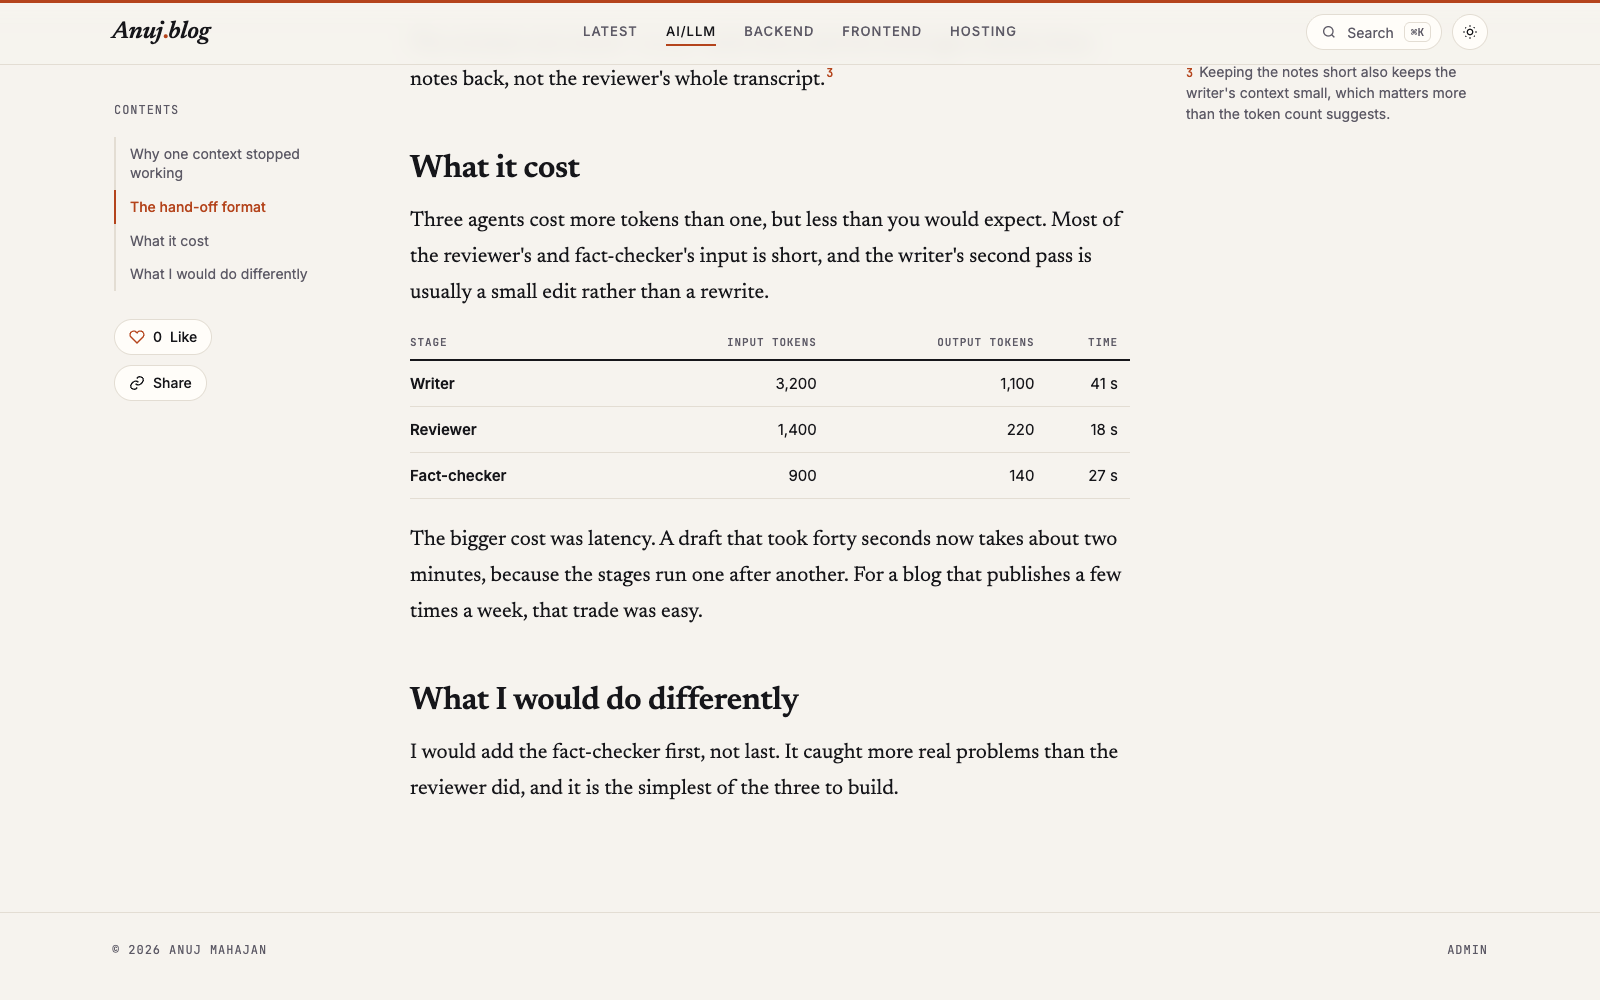 Anuj.blog
LATEST AI/LLM BACKEND FRONTEND HOSTING
Search ⌘K
CONTENTS
Why one context stopped
working
The hand-off format
What it cost
What I would do differently
0 Like
Share
notes back, not the reviewer's whole transcript.3
What it cost
Three agents cost more tokens than one, but less than you would expect. Most of
the reviewer's and fact-checker's input is short, and the writer's second pass is
usually a small edit rather than a rewrite.
STAGE INPUT TOKENS OUTPUT TOKENS TIME
Writer 3,200 1,100 41 s
Reviewer 1,400 220 18 s
Fact-checker 900 140 27 s
The bigger cost was latency. A draft that took forty seconds now takes about two
minutes, because the stages run one after another. For a blog that publishes a few
times a week, that trade was easy.
What I would do differently
I would add the fact-checker first, not last. It caught more real problems than the
reviewer did, and it is the simplest of the three to build.
3 Keeping the notes short also keeps the
writer's context small, which matters more
than the token count suggests.
© 2026 ANUJ MAHAJAN
ADMIN